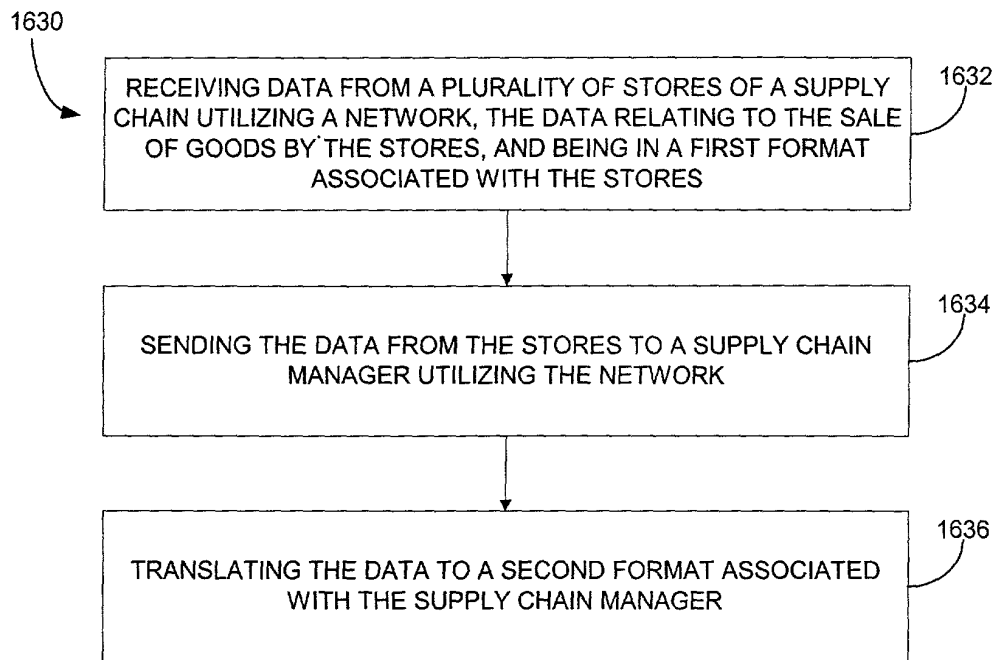 1630
RECEIVING DATA FROM A PLURALITY OF STORES OF A SUPPLY
CHAIN UTILIZING A NETWORK, THE DATA RELATING TO THE SALE
OF GOODS BY THE STORES, AND BEING IN A FIRST FORMAT
ASSOCIATED WITH THE STORES
1632
SENDING THE DATA FROM THE STORES TO A SUPPLY CHAIN
MANAGER UTILIZING THE NETWORK
1634
TRANSLATING THE DATA TO A SECOND FORMAT ASSOCIATED
WITH THE SUPPLY CHAIN MANAGER
1636